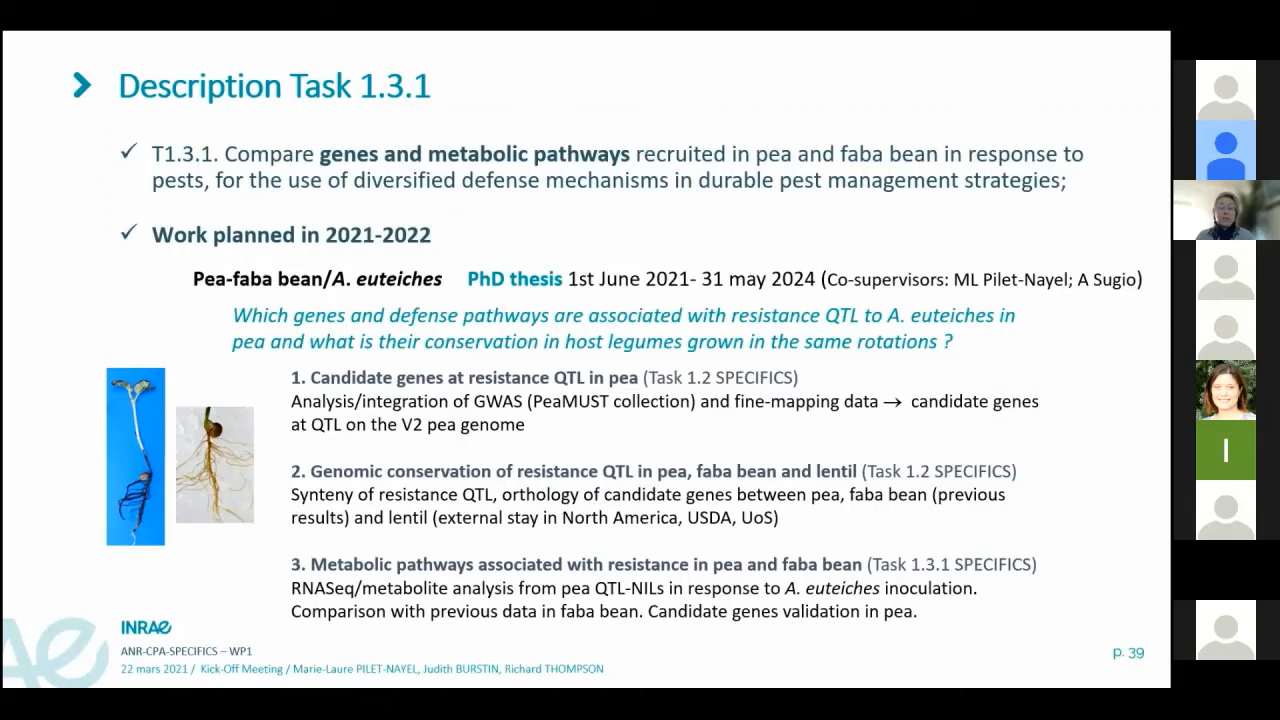 Description Task 1.3.1
✓ T1.3.1. Compare genes and metabolic pathways recruited in pea and faba bean in response to
pests, for the use of diversified defense mechanisms in durable pest management strategies;
✓ Work planned in 2021-2022
Pea-faba bean/A. euteiches PhD thesis 1st June 2021- 31 may 2024 (Co-supervisors: ML Pilet-Nayel; A Sugio)
Which genes and defense pathways are associated with resistance QTL to A. euteiches in
pea and what is their conservation in host legumes grown in the same rotations ?
1. Candidate genes at resistance QTL in pea (Task 1.2 SPECIFICS)
Analysis/integration of GWAS (PeaMUST collection) and fine-mapping data → candidate genes
at QTL on the V2 pea genome
2. Genomic conservation of resistance QTL in pea, faba bean and lentil (Task 1.2 SPECIFICS)
Synteny of resistance QTL, orthology of candidate genes between pea, faba bean (previous
results) and lentil (external stay in North America, USDA, UoS)
3. Metabolic pathways associated with resistance in pea and faba bean (Task 1.3.1 SPECIFICS)
RNASeq/metabolite analysis from pea QTL-NILs in response to A. euteiches inoculation.
Comparison with previous data in faba bean. Candidate genes validation in pea.
INRAE
ANR-CPA-SPECIFICS – WP1
22 mars 2021 / Kick-Off Meeting / Marie-Laure PILET-NAYEL, Judith BURSTIN, Richard THOMPSON
p. 39
I